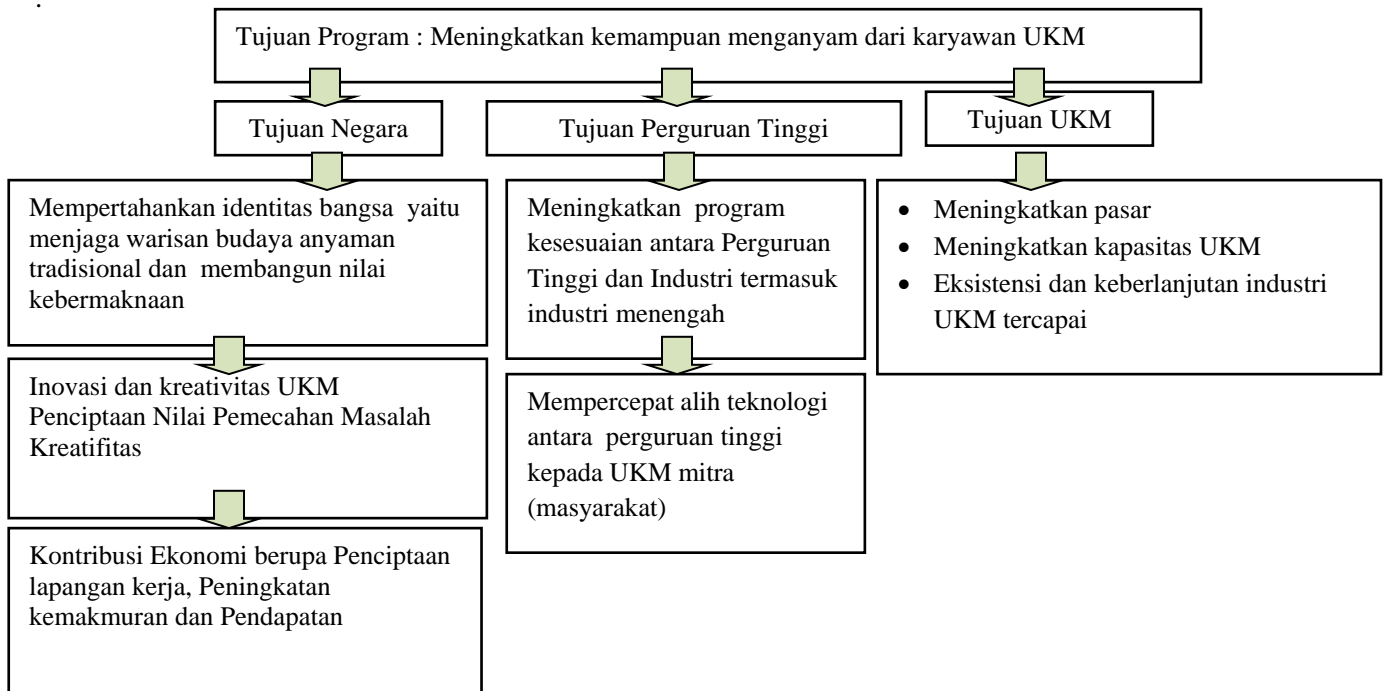 .
Tujuan Program : Meningkatkan kemampuan menganyam dari karyawan UKM
Tujuan Negara
Tujuan Perguruan Tinggi
Tujuan UKM
Mempertahankan identitas bangsa yaitu
menjaga warisan budaya anyaman
tradisional dan membangun nilai
kebermaknaan
Meningkatkan program
kesesuaian antara Perguruan
Tinggi dan Industri termasuk
industri menengah
• Meningkatkan pasar
• Meningkatkan kapasitas UKM
• Eksistensi dan keberlanjutan industri
UKM tercapai
Inovasi dan kreativitas UKM
Penciptaan Nilai Pemecahan Masalah
Kreatifitas
Mempercepat alih teknologi
antara perguruan tinggi
kepada UKM mitra
(masyarakat)
Kontribusi Ekonomi berupa Penciptaan
lapangan kerja, Peningkatan
kemakmuran dan Pendapatan